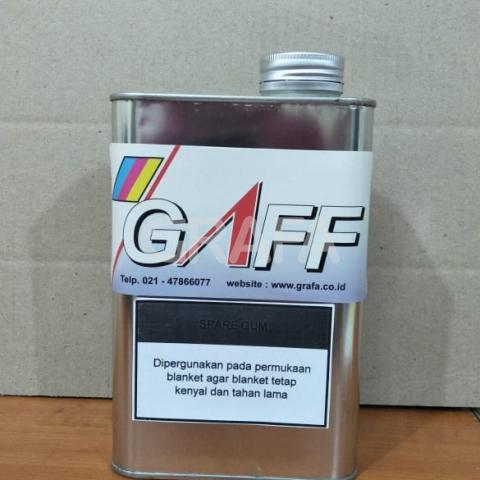 GAFF
Telp. 021 - 47866077 website : www.grafa.co.id
SPARE GUM
Dipergunakan pada permukaan
blanket agar blanket tetap
kenyal dan tahan lama
GRAFA